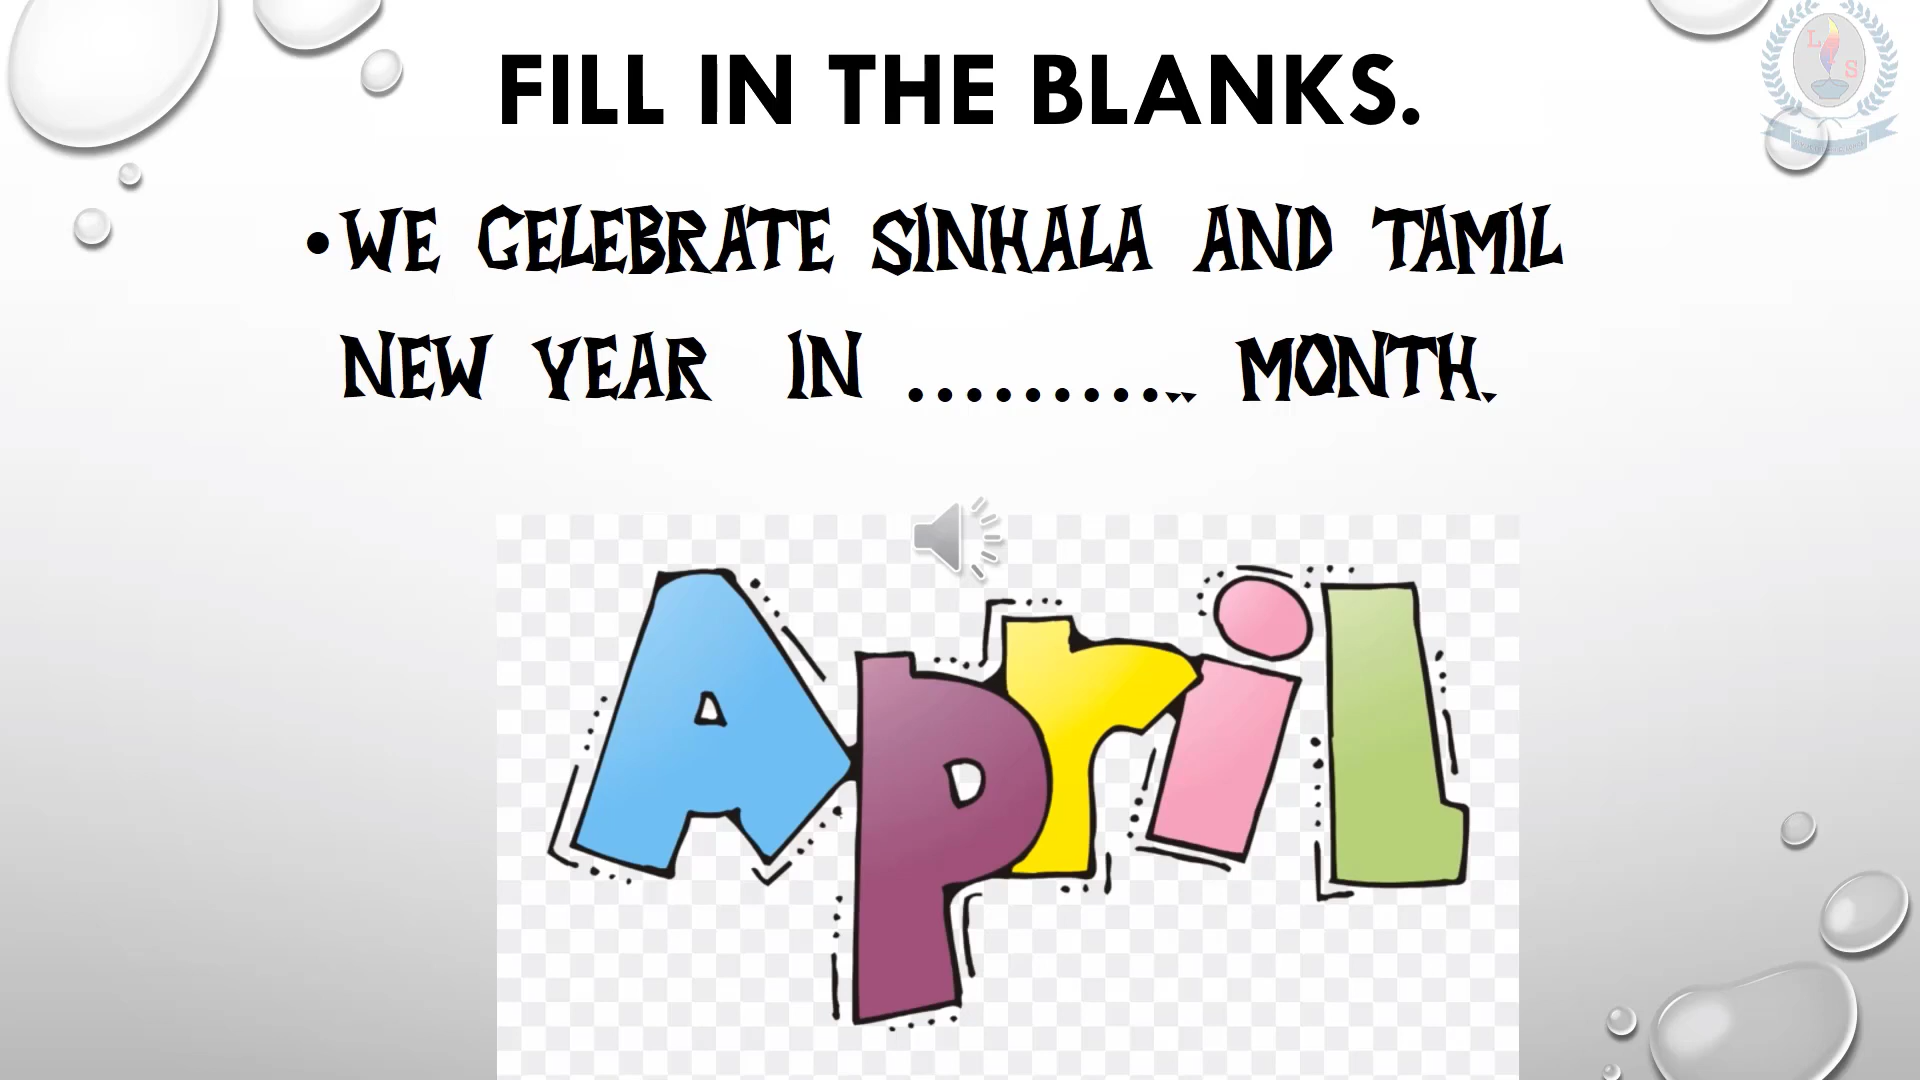 FILL IN THE BLANKS.
•WE CELEBRATE SINHALA AND TAMIL
NEW YEAR IN ……….. MONTH.
L
S
April